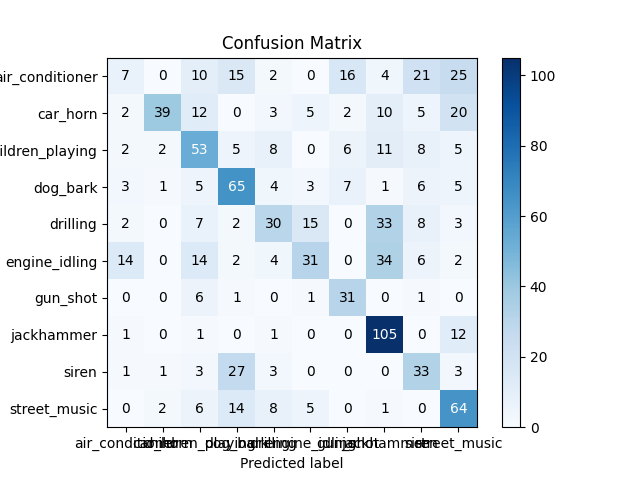 Confusion Matrix
air_conditioner 7 0 10 15 2 0 16 4 21 25
car_horn 2 39 12 0 3 5 2 10 5 20
ildren_playing 2 2 53 5 8 0 6 11 8 5
dog_bark 3 1 5 65 4 3 7 1 6 5
drilling 2 0 7 2 30 15 0 33 8 3
engine_idling 14 0 14 2 4 31 0 34 6 2
gun_shot 0 0 6 1 0 1 31 0 1 0
jackhammer 1 0 1 0 1 0 0 105 0 12
siren 1 1 3 27 3 0 0 0 33 3
street_music 0 2 6 14 8 5 0 1 0 64
100
80
60
40
20
0
street_music
Predicted label